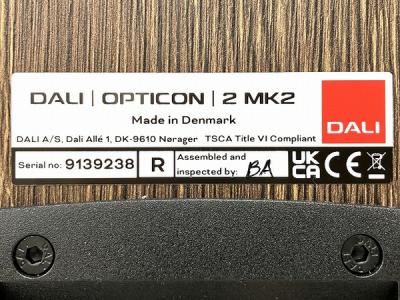 DALI | OPTICON | 2 MK2
Made in Denmark
DALI A/S, Dali Allé 1, DK-9610 Nørager TSCA Title VI Compliant
DALI
Serial no: 9139238 R Assembled and inspected by: BA UK CA CE